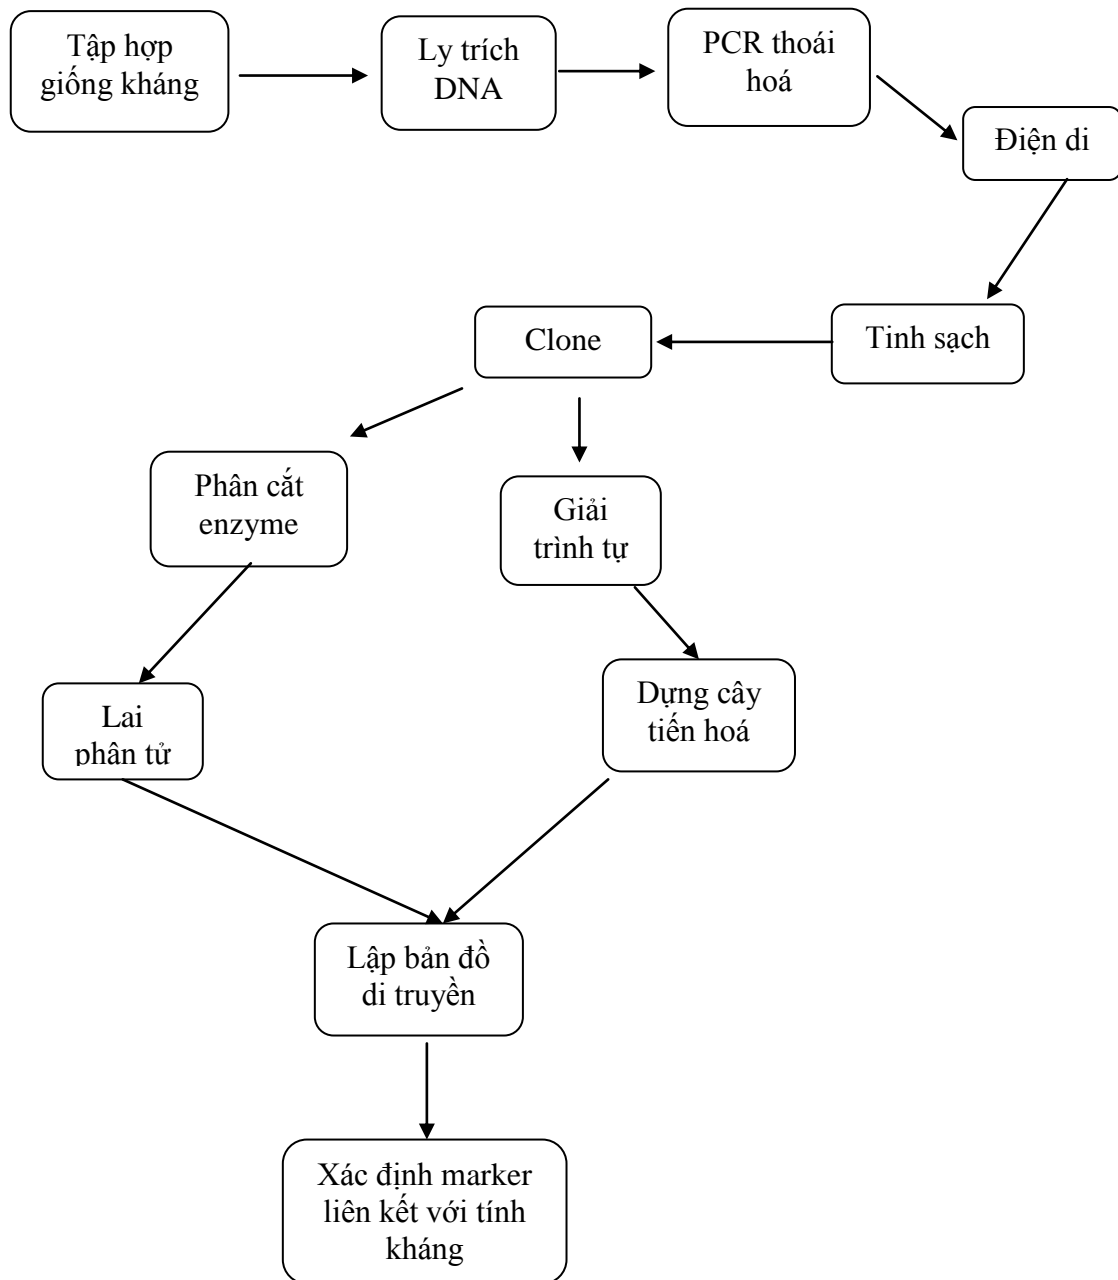 Tập hợp
giống kháng
Ly trích
DNA
PCR thoái
hoá
Điện di
Tinh sạch
Clone
Phân cắt
enzyme
Giải
trình tự
Lai
phân tử
Dựng cây
tiến hoá
Lập bản đồ
di truyền
Xác định marker
liên kết với tính
kháng